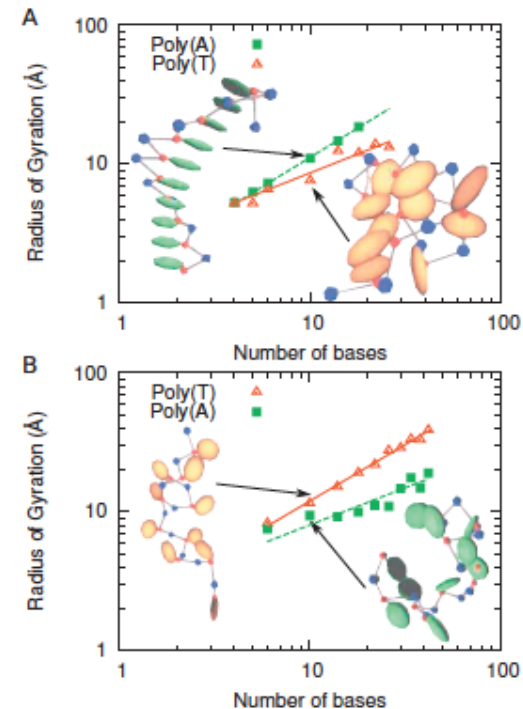 A
100
Poly(A)
Poly(T)
10
1
1
10
100
Radius of Gyration (Å)
Number of bases
B
100
Poly(T)
Poly(A)
10
1
1
10
100
Radius of Gyration (Å)
Number of bases